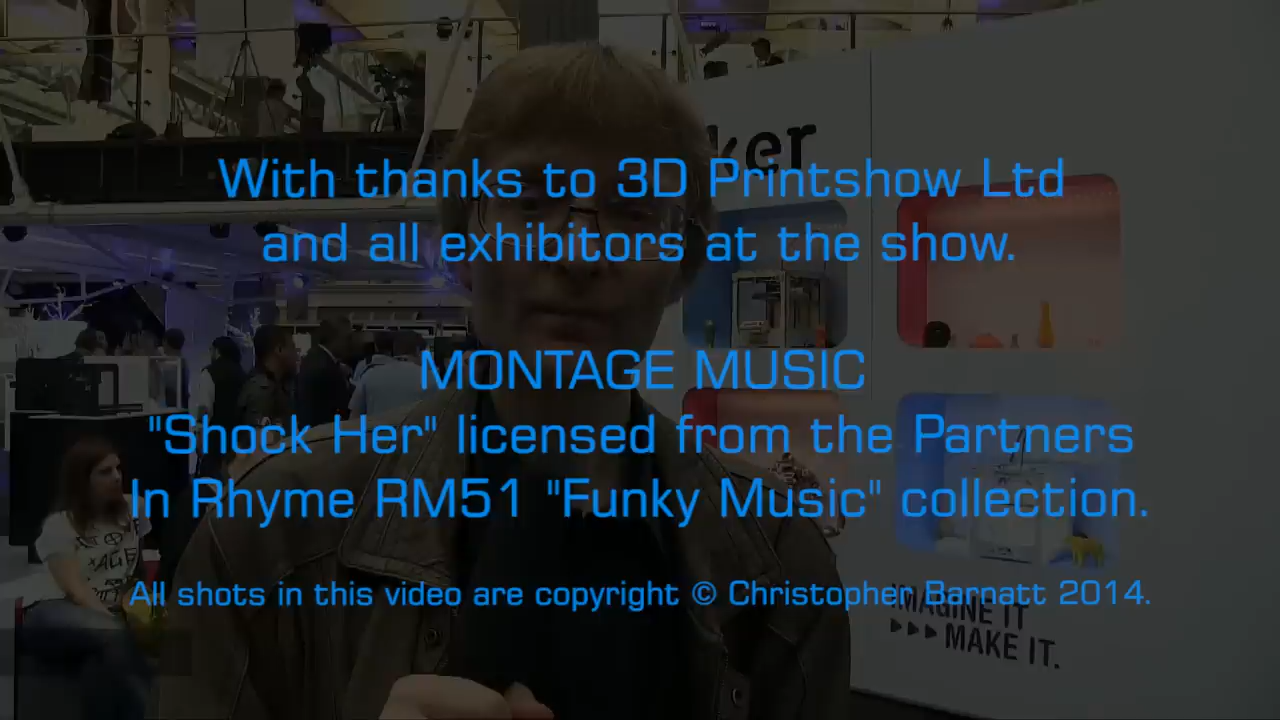 With thanks to 3D Printshow Ltd
and all exhibitors at the show.
MONTAGE MUSIC
"Shock Her" licensed from the Partners
In Rhyme RM51 "Funky Music" collection.
All shots in this video are copyright © Christopher Barnatt 2014.
ker
IMAGINE IT
MAKE IT.